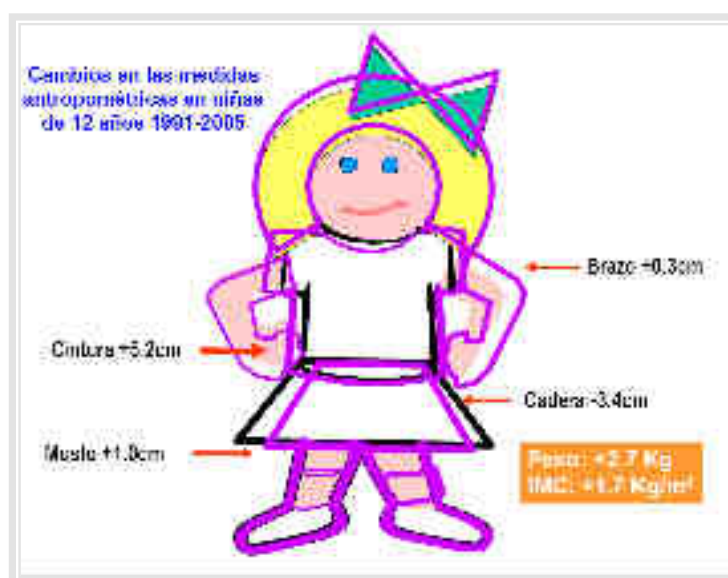 Cambios en las medidas
antropométricas en niñas
de 12 años 1991-2005
Brazo +0.3cm
Cintura +5.2cm
Cadera -3.4cm
Muslo +1.0cm
Peso: +2.7 Kg
IMC: +1.7 Kg/m²